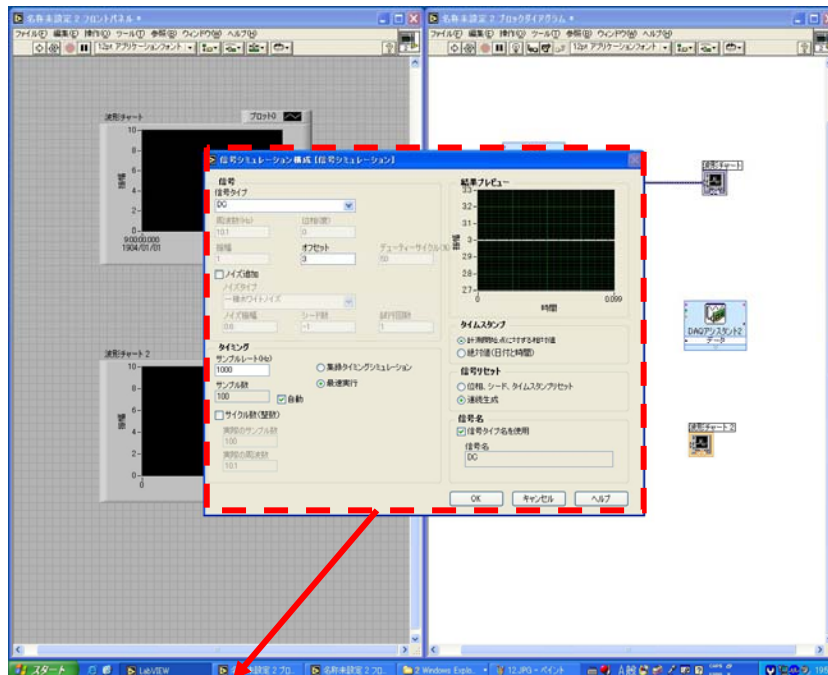 名称未設定 2 フロントパネル *
ファイル(F) 編集(E) 操作(O) ツール(T) 参照(B) ウィンドウ(W) ヘルプ(H)
12pt アプリケーションフォント
波形チャート
プロット0
振幅
10-
8-
6-
4-
2-
0-
9:00:00.000
1904/01/01
波形チャート 2
10-
8-
6-
4-
2-
0-
振幅
0
名称未設定 2 ブロックダイアグラム *
ファイル(F) 編集(E) 操作(O) ツール(T) 参照(B) ウィンドウ(W) ヘルプ(H)
12pt アプリケーションフォント
波形チャート
DAQアシスタント2
データ
波形チャート 2
信号シミュレーション構成 [信号シミュレーション]
信号
信号タイプ
DC
周波数(Hz)
位相(度)
10.1
0
振幅
オフセット
デューティーサイクル(%)
1
3
50
ノイズ追加
ノイズタイプ
一様ホワイトノイズ
ノイズ振幅
シード数
試行回数
0.6
-1
1
タイミング
サンプルレート(Hz)
1000
集録タイミングシミュレーション
サンプル数
最速実行
100
自動
サイクル数(整数)
実際のサンプル数
100
実際の周波数
10.1
結果プレビュー
3.3-
3.2-
3.1-
3-
2.9-
2.8-
2.7-
振幅
0
0.099
時間
タイムスタンプ
計測開始点に対する相対値
絶対値(日付と時間)
信号リセット
位相、シード、タイムスタンプリセット
連続生成
信号名
信号タイプ名を使用
信号名
DC
OK
キャンセル
ヘルプ
スタート
LabVIEW
名称未設定 2 フロ...
名称未設定 2 ブロ...
2 Windows Explo...
12.JPG - ペイント